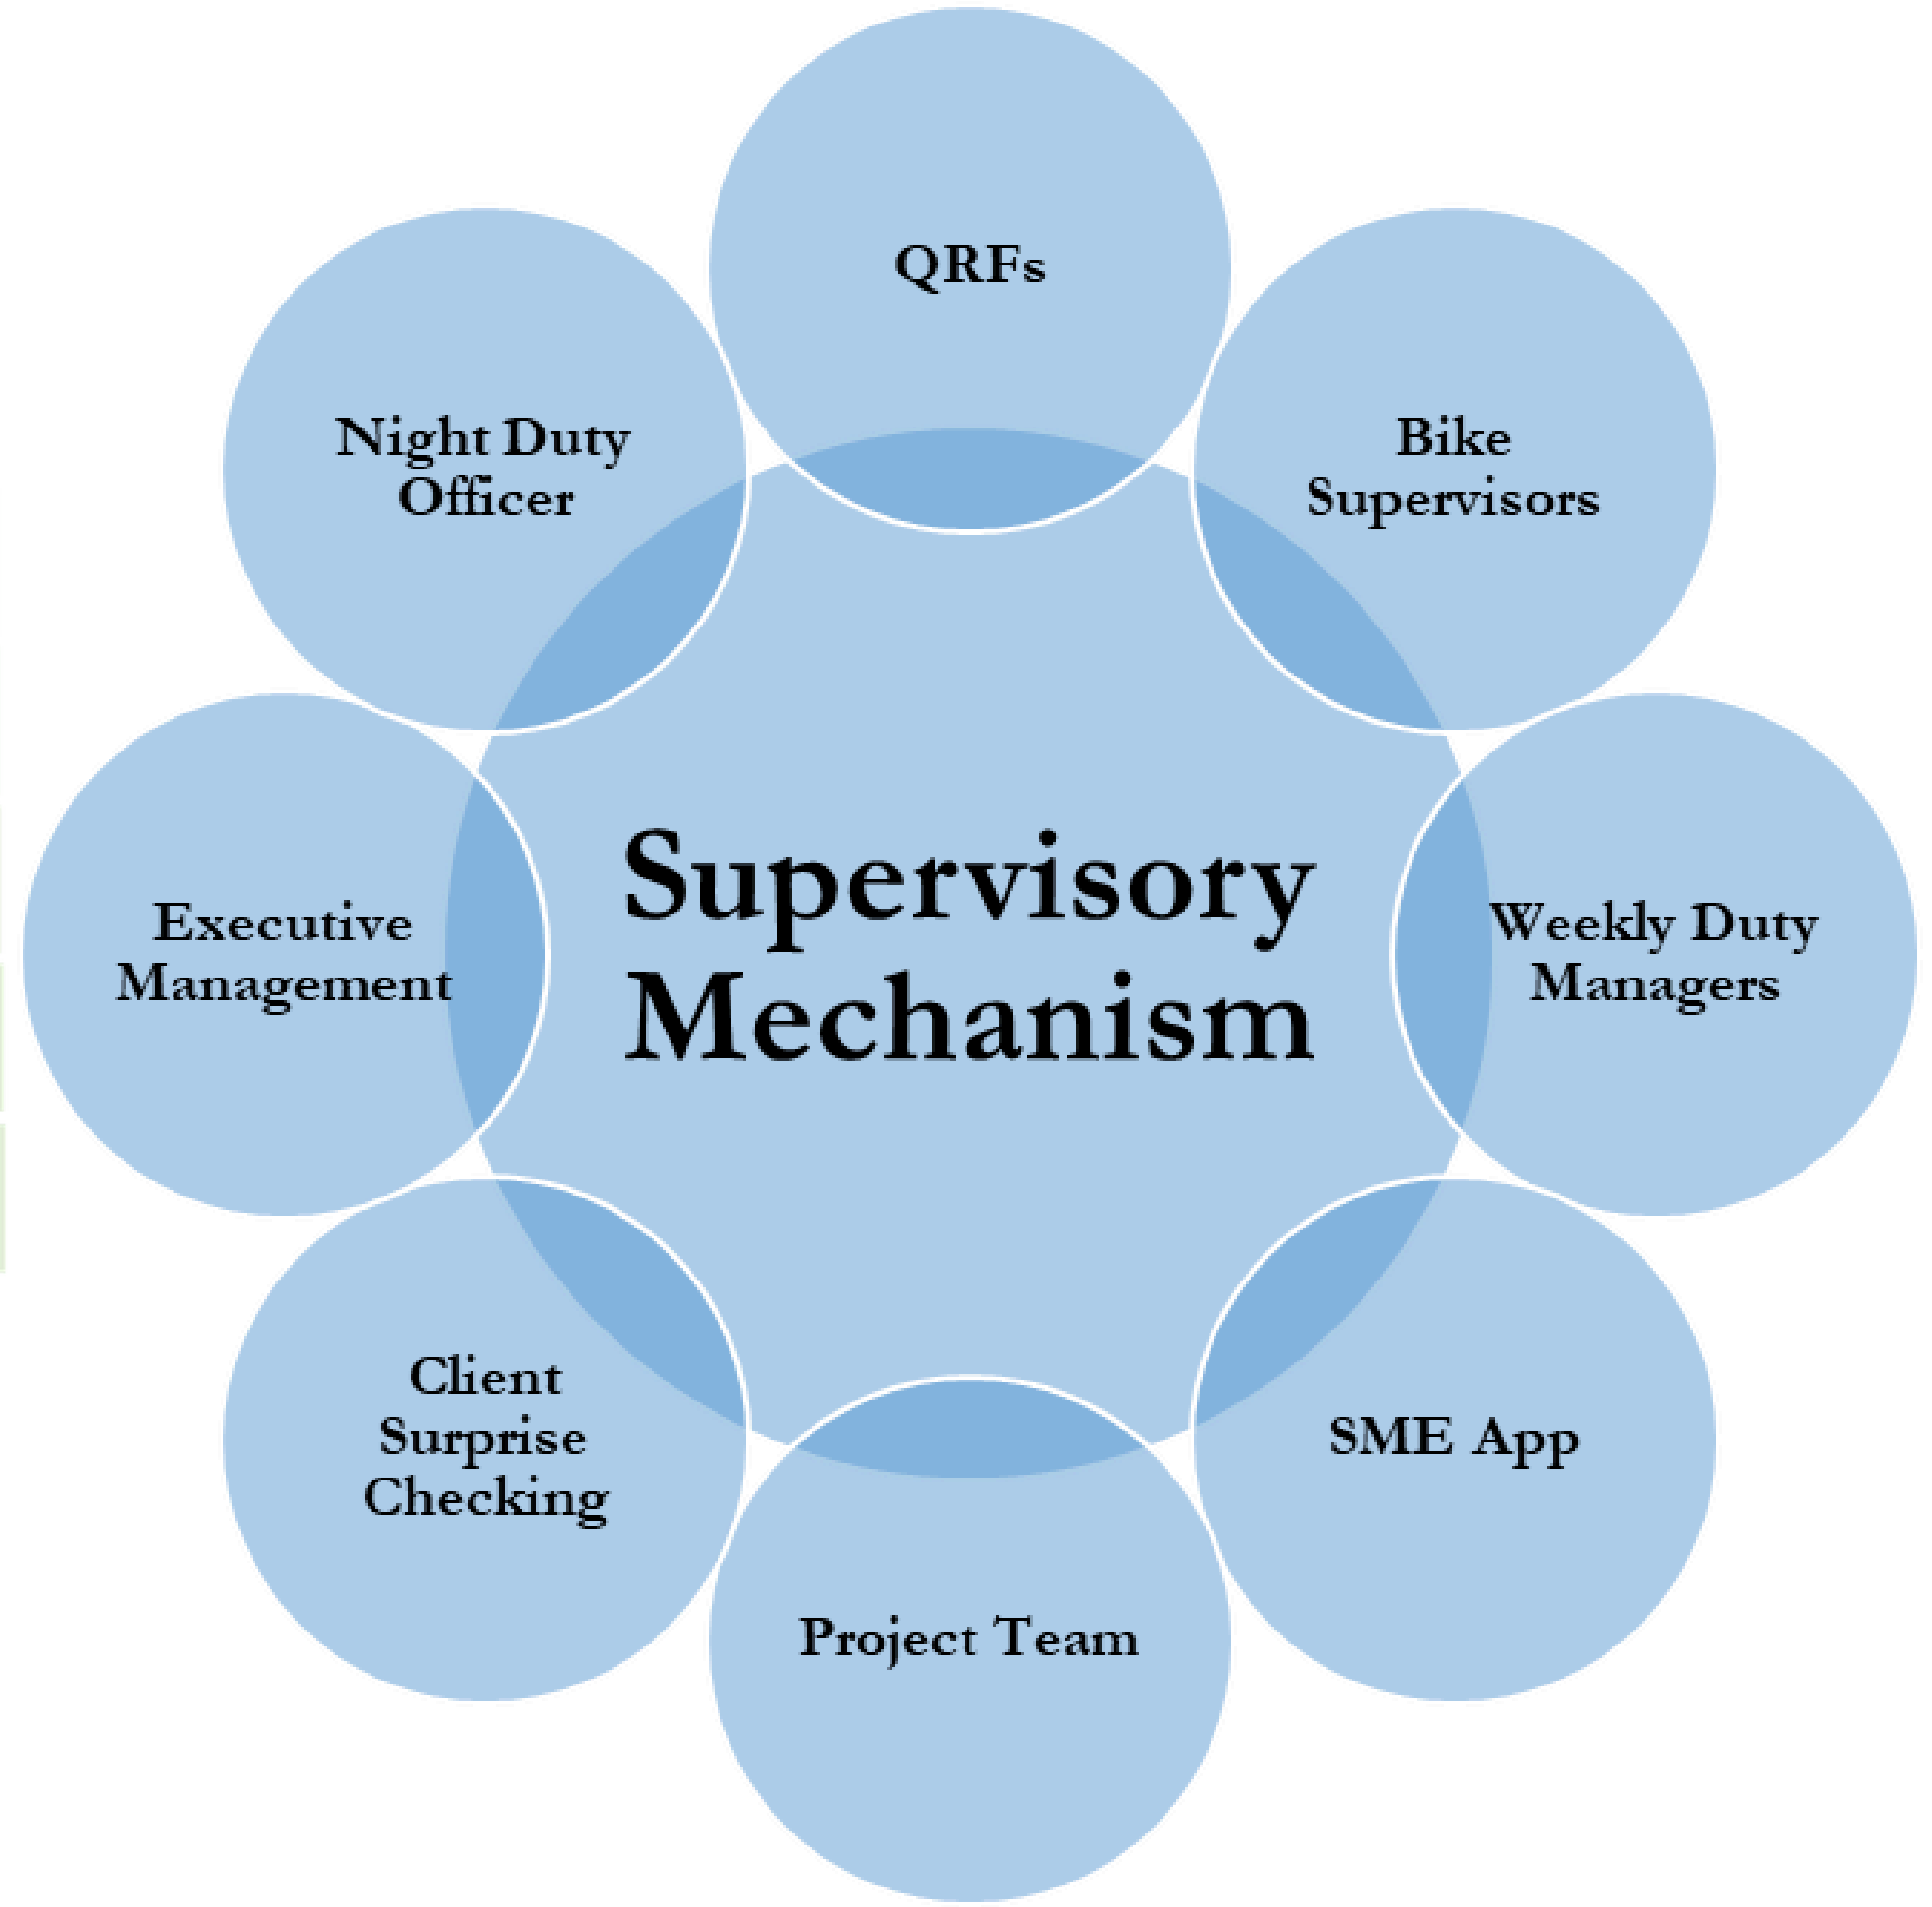 QRFs
Night Duty
Officer
Bike
Supervisors
Executive
Management
Supervisory
Mechanism
Weekly Duty
Managers
Client
Surprise
Checking
SME App
Project Team